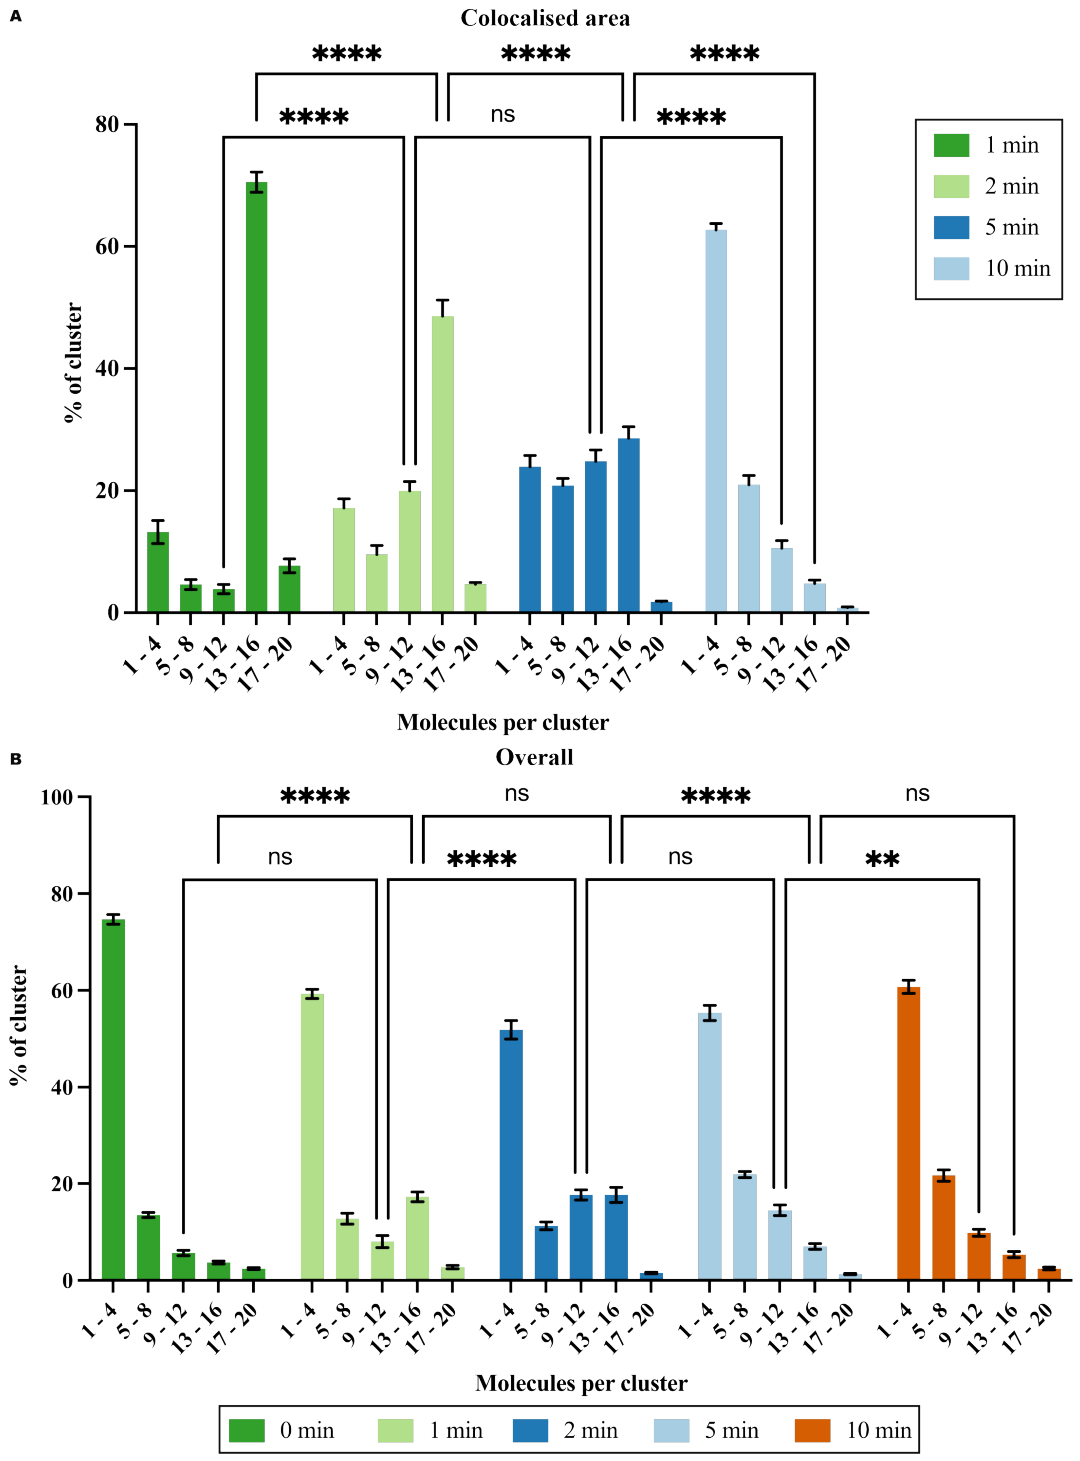 A
Colocalised area
**** **** ****
**** ns ****
80
60
40
20
0
% of cluster
1 - 4 5 - 8 9 - 12 13 - 16 17 - 20 1 - 4 5 - 8 9 - 12 13 - 16 17 - 20 1 - 4 5 - 8 9 - 12 13 - 16 17 - 20 1 - 4 5 - 8 9 - 12 13 - 16 17 - 20
Molecules per cluster
1 min
2 min
5 min
10 min
B
Overall
**** ns **** ns
ns **** ns **
100
80
60
40
20
0
% of cluster
1 - 4 5 - 8 9 - 12 13 - 16 17 - 20 1 - 4 5 - 8 9 - 12 13 - 16 17 - 20 1 - 4 5 - 8 9 - 12 13 - 16 17 - 20 1 - 4 5 - 8 9 - 12 13 - 16 17 - 20 1 - 4 5 - 8 9 - 12 13 - 16 17 - 20
Molecules per cluster
0 min 1 min 2 min 5 min 10 min